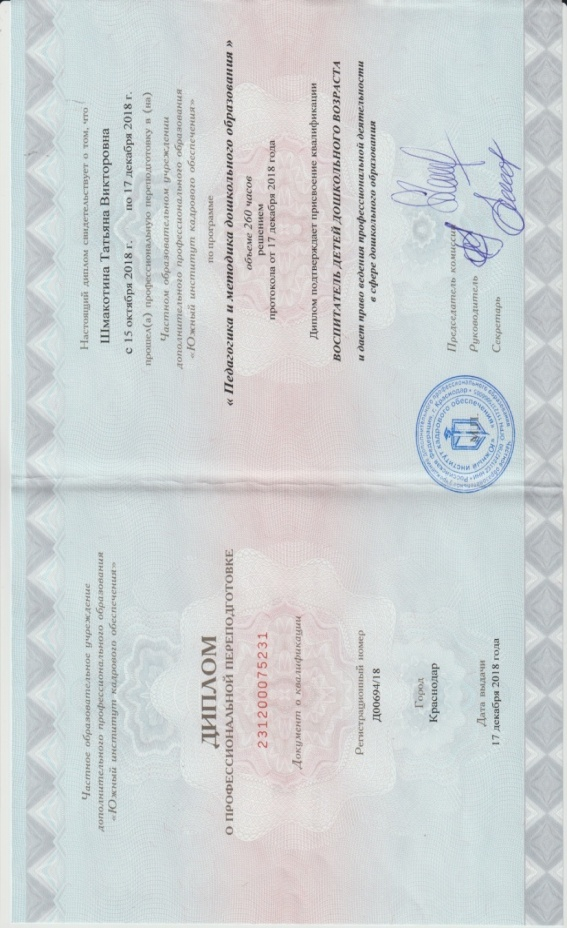 Частное образовательное учреждение
дополнительного профессионального образования
«Южный институт кадрового обеспечения»
ДИПЛОМ
О ПРОФЕССИОНАЛЬНОЙ ПЕРЕПОДГОТОВКЕ
231200075231
Документ о квалификации
Регистрационный номер
Д00694/18
Город
Краснодар
Дата выдачи
17 декабря 2018 года
Настоящий диплом свидетельствует о том, что
Шмакотина Татьяна Викторовна
с 15 октября 2018 г. по 17 декабря 2018 г.
прошел(а) профессиональную переподготовку в (на)
Частном образовательном учреждении
дополнительного профессионального образования
«Южный институт кадрового обеспечения»
по программе
« Педагогика и методика дошкольного образования »
объеме 260 часов
решением
протокола от 17 декабря 2018 года
Диплом подтверждает присвоение квалификации
ВОСПИТАТЕЛЬ ДЕТЕЙ ДОШКОЛЬНОГО ВОЗРАСТА
и дает право ведения профессиональной деятельности
в сфере дошкольного образования
Председатель комиссии
Руководитель
Секретарь
М.П.
«Южный институт кадрового обеспечения»